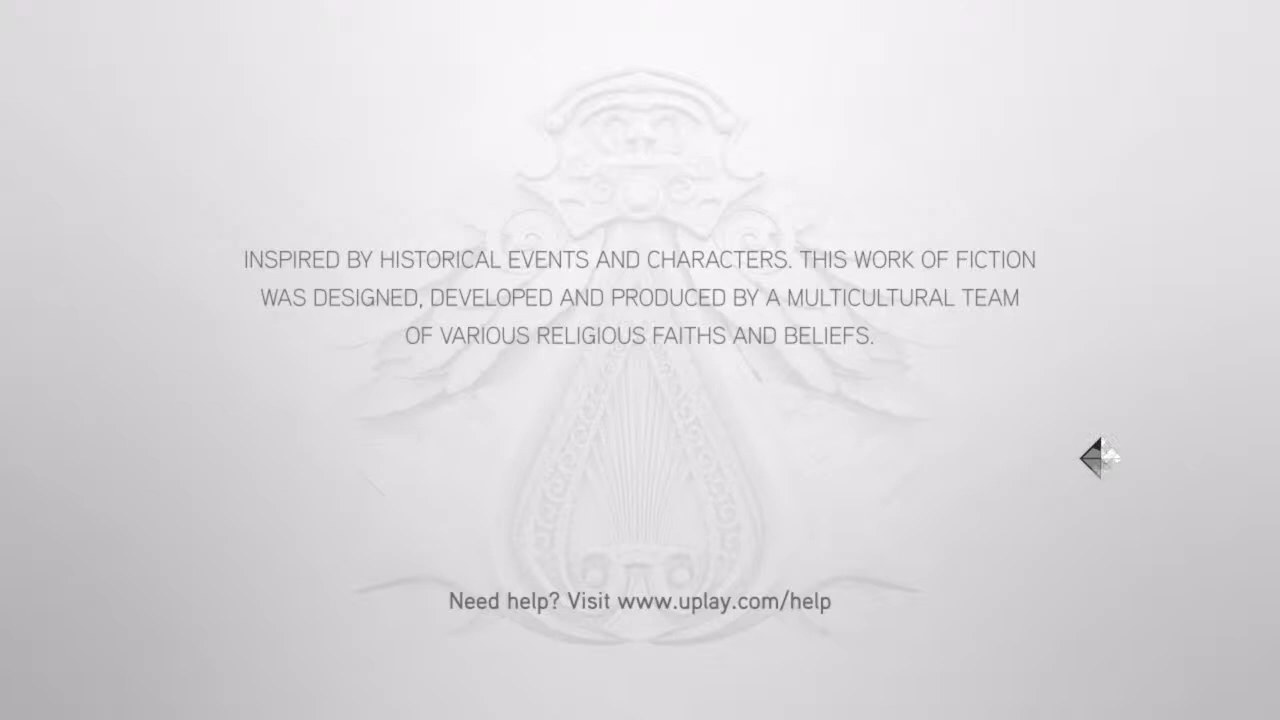 INSPIRED BY HISTORICAL EVENTS AND CHARACTERS. THIS WORK OF FICTION
WAS DESIGNED, DEVELOPED AND PRODUCED BY A MULTICULTURAL TEAM
OF VARIOUS RELIGIOUS FAITHS AND BELIEFS.
Need help? Visit www.uplay.com/help